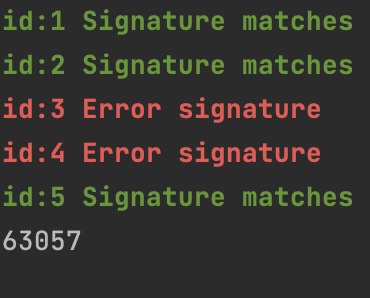 id:1 Signature matches
id:2 Signature matches
id:3 Error signature
id:4 Error signature
id:5 Signature matches
63057